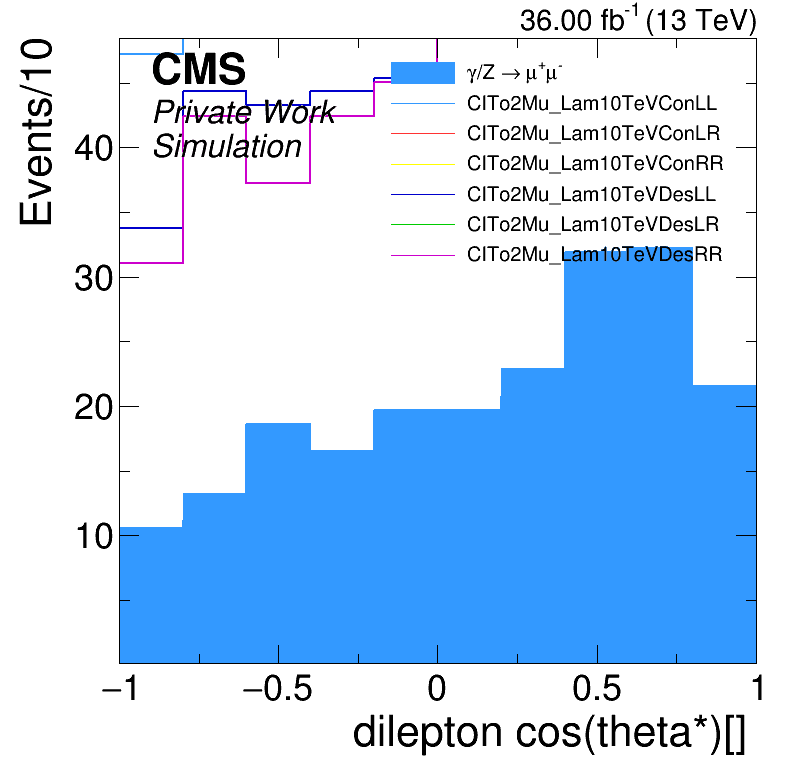 36.00 fb⁻¹ (13 TeV)
Events/10
CMS
Private Work
Simulation
γ/Z → μ⁺μ⁻
CITo2Mu_Lam10TeVConLL
CITo2Mu_Lam10TeVConLR
CITo2Mu_Lam10TeVConRR
CITo2Mu_Lam10TeVDesLL
CITo2Mu_Lam10TeVDesLR
CITo2Mu_Lam10TeVDesRR
40
30
20
10
−1 −0.5 0 0.5 1
dilepton cos(theta*)[]